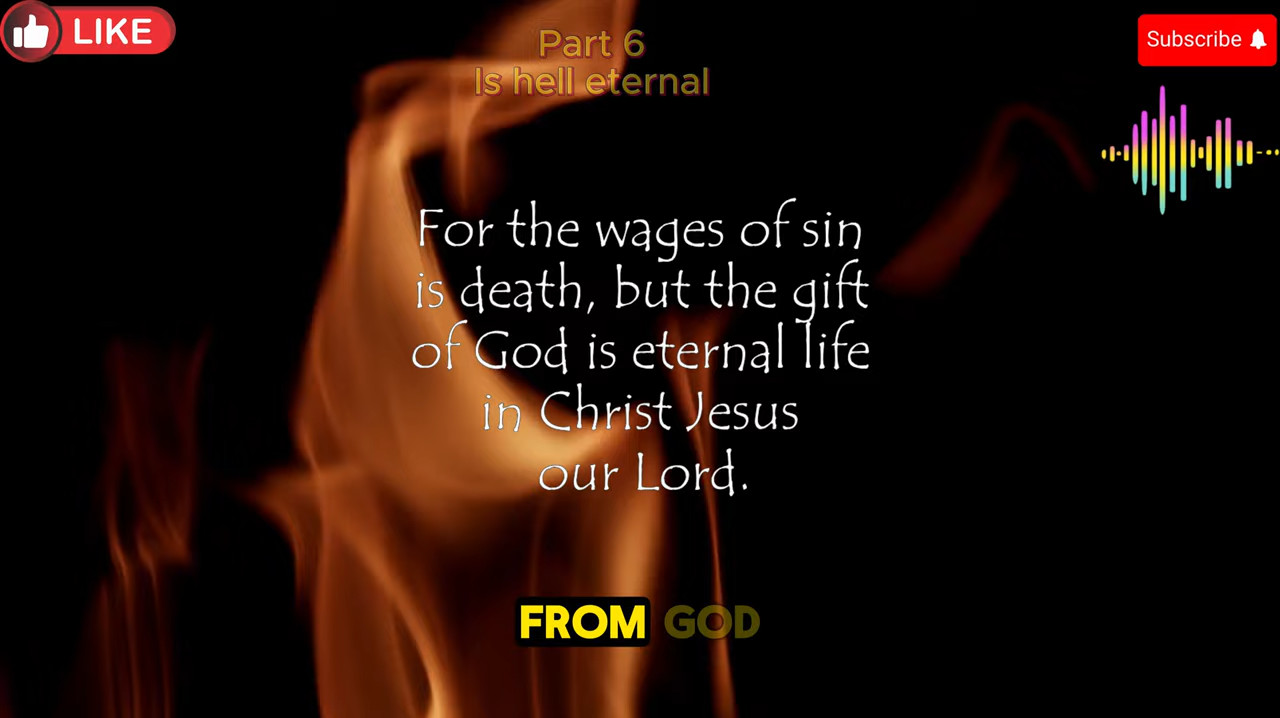 LIKE
Part 6
Is hell eternal
Subscribe
For the wages of sin
is death, but the gift
of God is eternal life
in Christ Jesus
our Lord.
FROM GOD